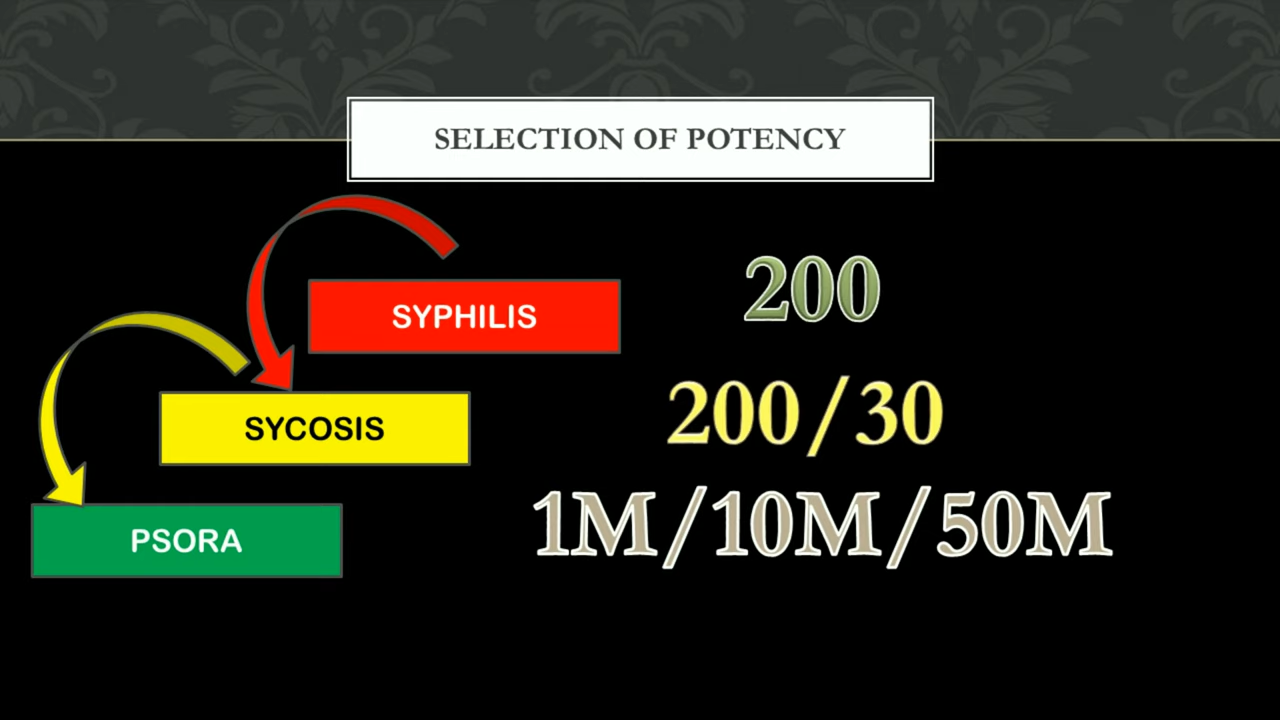 SELECTION OF POTENCY
SYPHILIS
200
SYCOSIS
200/30
PSORA
1M/10M/50M